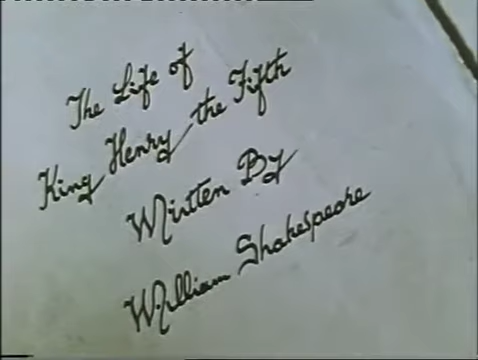 The Life of
King Henry the Fifth
Written By
William Shakespeare